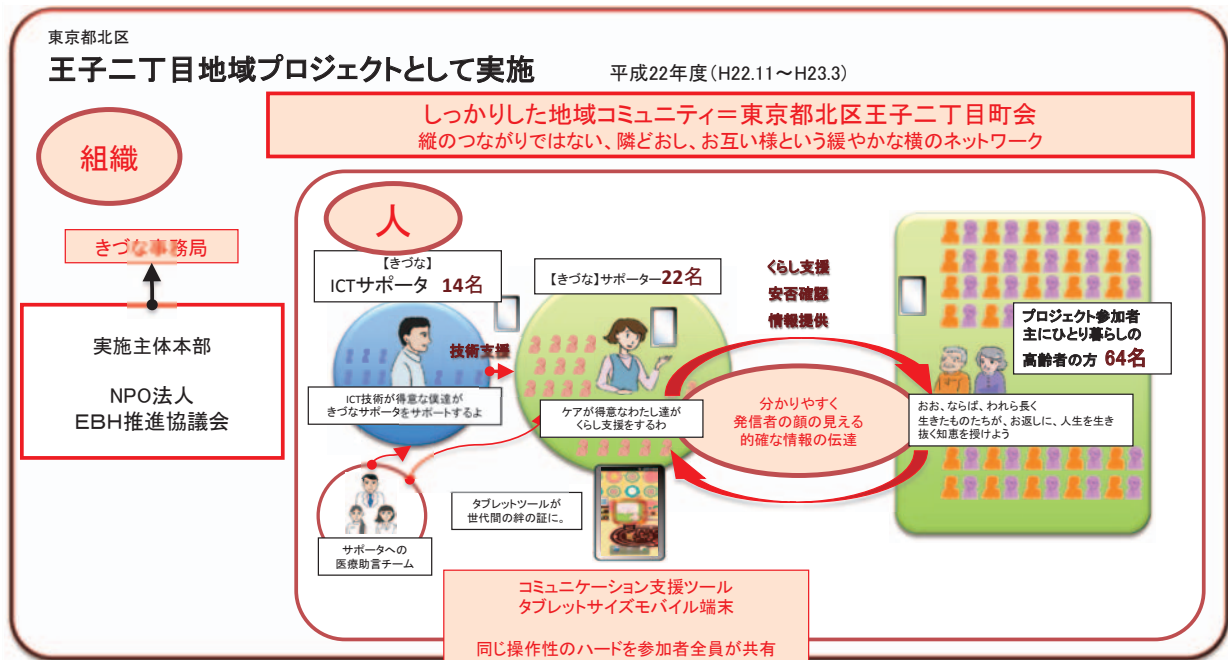 東京都北区
王子二丁目地域プロジェクトとして実施
平成22年度(H22.11～H23.3)
しっかりした地域コミュニティ＝東京都北区王子二丁目町会
縦のつながりではない、隣どおし、お互い様という緩やかな横のネットワーク
組織
きづな事務局
実施主体本部
NPO法人
EBH推進協議会
人
【きづな】
ICTサポータ 14名
【きづな】サポーター22名
くらし支援
安否確認
情報提供
プロジェクト参加者
主にひとり暮らしの
高齢者の方 64名
技術支援
ICT技術が得意な僕達が
きづなサポータをサポートするよ
ケアが得意なわたし達が
くらし支援をするわ
分かりやすく
発信者の顔の見える
的確な情報の伝達
おお、ならば、われら長く
生きたものたちが、お返しに、人生を生き
抜く知恵を授けよう
タブレットツールが
世代間の絆の証に。
サポータへの
医療助言チーム
コミュニケーション支援ツール
タブレットサイズモバイル端末
同じ操作性のハードを参加者全員が共有